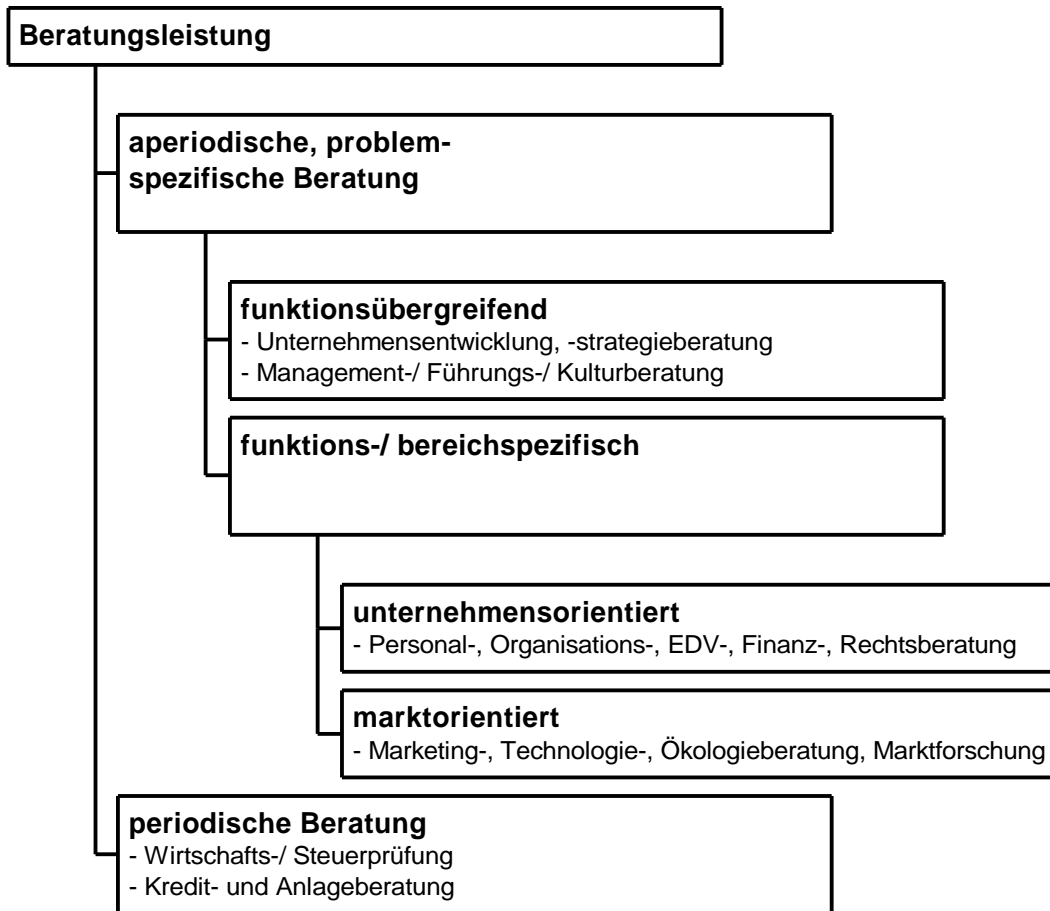 Beratungsleistung
aperiodische, problem-
spezifische Beratung
funktionsübergreifend
- Unternehmensentwicklung, -strategieberatung
- Management-/ Führungs-/ Kulturberatung
funktions-/ bereichspezifisch
unternehmensorientiert
- Personal-, Organisations-, EDV-, Finanz-, Rechtsberatung
marktorientiert
- Marketing-, Technologie-, Ökologieberatung, Marktforschung
periodische Beratung
- Wirtschafts-/ Steuerprüfung
- Kredit- und Anlageberatung